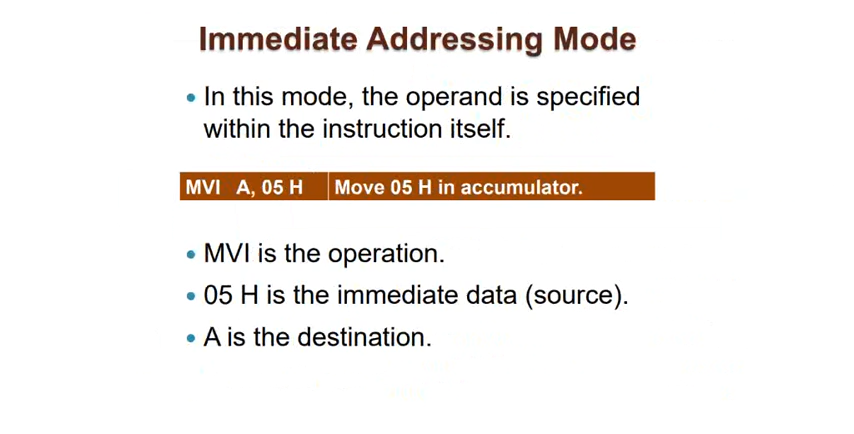 Immediate Addressing Mode
• In this mode, the operand is specified
within the instruction itself.
MVI A, 05 H Move 05 H in accumulator.
• MVI is the operation.
• 05 H is the immediate data (source).
• A is the destination.